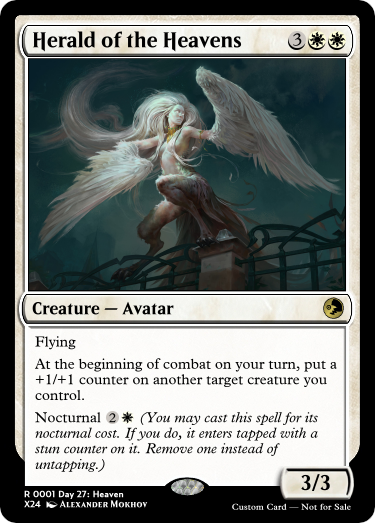 Herald of the Heavens 3
Creature — Avatar
Flying
At the beginning of combat on your turn, put a
+1/+1 counter on another target creature you
control.
Nocturnal 2 (You may cast this spell for its
nocturnal cost. If you do, it enters tapped with a
stun counter on it. Remove one instead of
untapping.)
3/3
R 0001 Day 27: Heaven
X24 Alexander Mokhov
Custom Card — Not for Sale